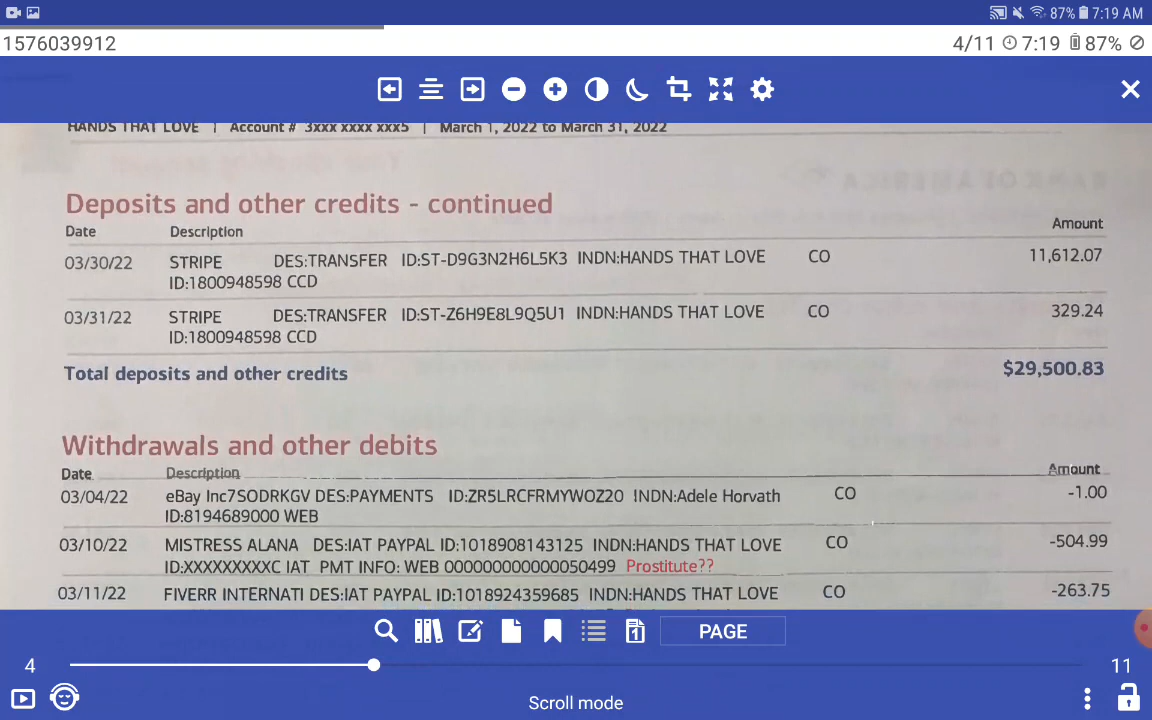 87% 7:19 AM
1576039912
4/11 7:19 87%
HANDS THAT LOVE | Account # 3xxx xxxx xxx5 | March 1, 2022 to March 31, 2022
Deposits and other credits - continued
Date Description Amount
03/30/22 STRIPE DES:TRANSFER ID:ST-D9G3N2H6L5K3 INDN:HANDS THAT LOVE CO 11,612.07
ID:1800948598 CCD
03/31/22 STRIPE DES:TRANSFER ID:ST-Z6H9E8L9Q5U1 INDN:HANDS THAT LOVE CO 329.24
ID:1800948598 CCD
Total deposits and other credits $29,500.83
Withdrawals and other debits
Date Description Amount
03/04/22 eBay Inc7SODRKGV DES:PAYMENTS ID:ZR5LRCFRMYWOZ20 INDN:Adele Horvath CO -1.00
ID:8194689000 WEB
03/10/22 MISTRESS ALANA DES:IAT PAYPAL ID:1018908143125 INDN:HANDS THAT LOVE CO -504.99
ID:XXXXXXXXXC IAT PMT INFO: WEB 000000000000050499 Prostitute??
03/11/22 FIVERR INTERNATI DES:IAT PAYPAL ID:1018924359685 INDN:HANDS THAT LOVE CO -263.75
1 PAGE
4 11
Scroll mode